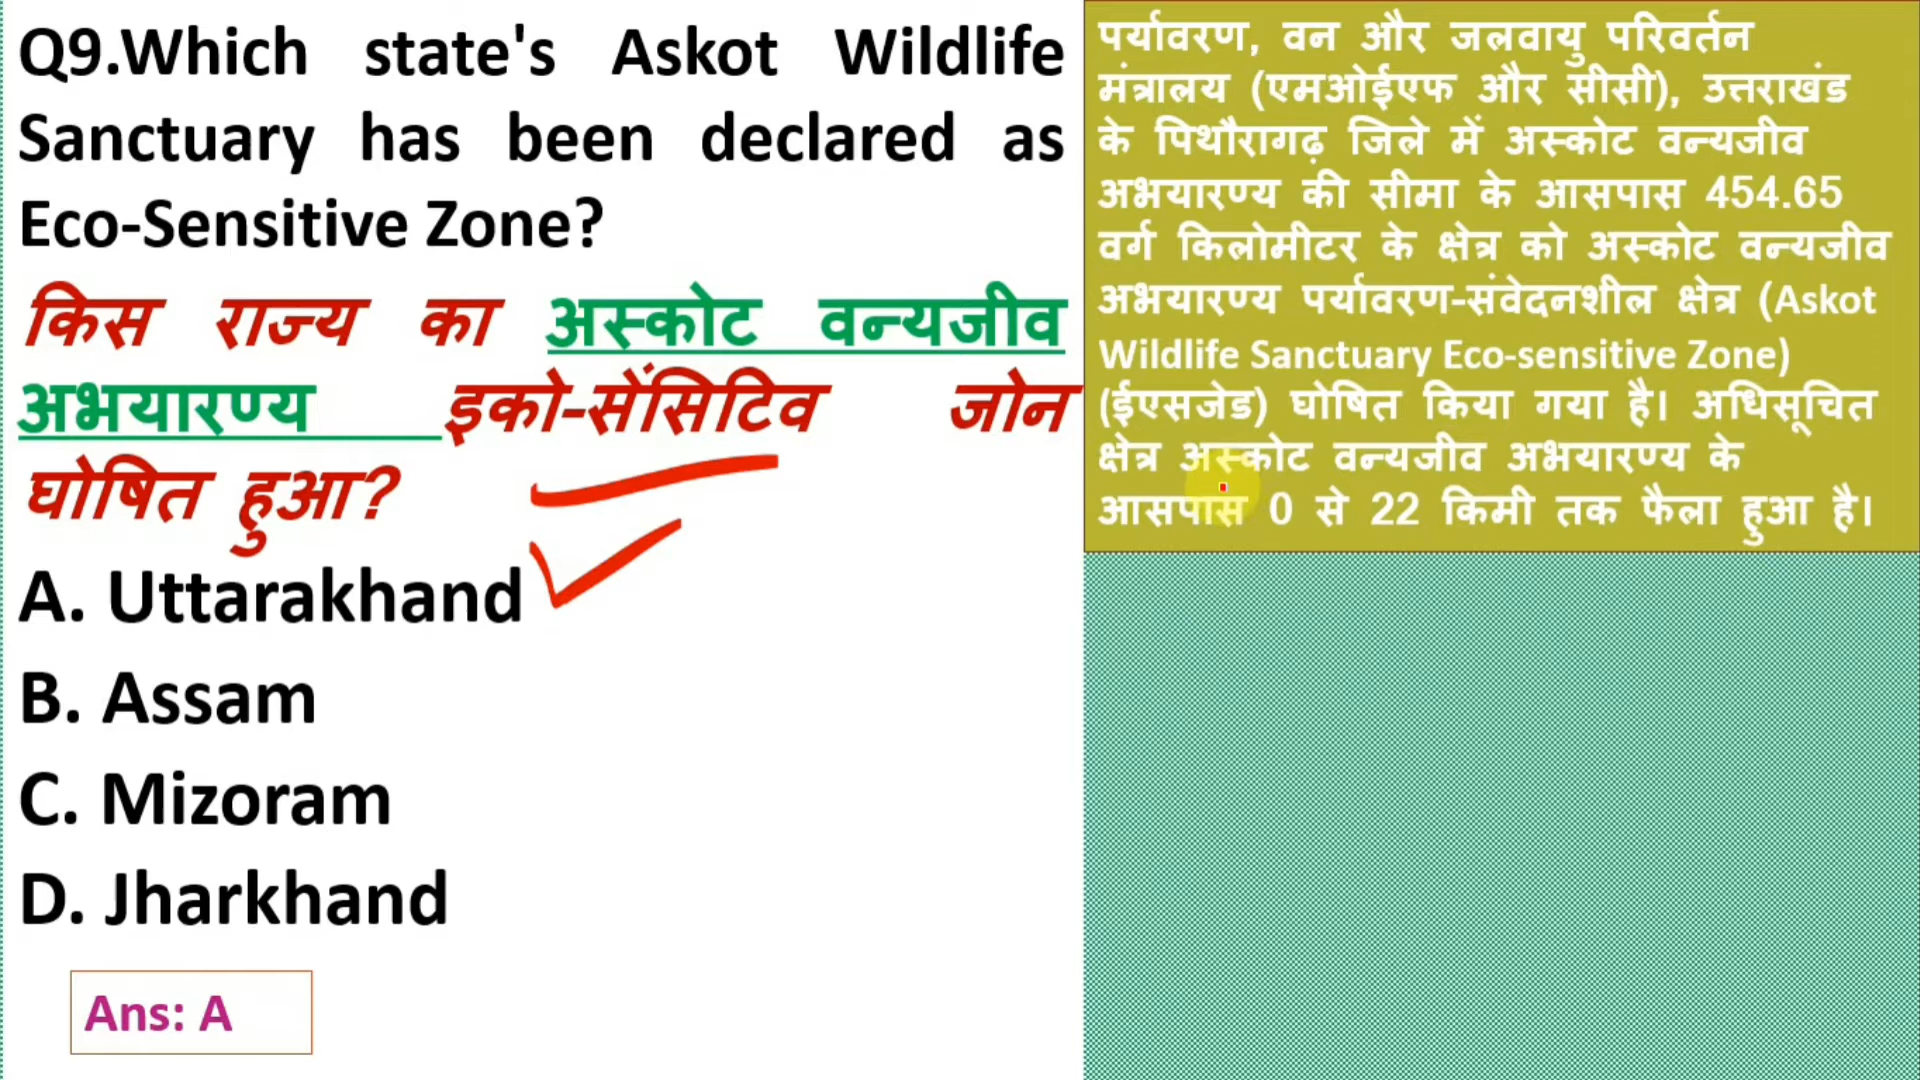 Q9.Which state's Askot Wildlife
Sanctuary has been declared as
Eco-Sensitive Zone?
किस राज्य का अस्कोट वन्यजीव
अभयारण्य इको-सेंसिटिव जोन
घोषित हुआ?
A. Uttarakhand
B. Assam
C. Mizoram
D. Jharkhand
Ans: A
पर्यावरण, वन और जलवायु परिवर्तन
मंत्रालय (एमओईएफ और सीसी), उत्तराखंड
के पिथौरागढ़ जिले में अस्कोट वन्यजीव
अभयारण्य की सीमा के आसपास 454.65
वर्ग किलोमीटर के क्षेत्र को अस्कोट वन्यजीव
अभयारण्य पर्यावरण-संवेदनशील क्षेत्र (Askot
Wildlife Sanctuary Eco-sensitive Zone)
(ईएसजेड) घोषित किया गया है। अधिसूचित
क्षेत्र अस्कोट वन्यजीव अभयारण्य के
आसपास 0 से 22 किमी तक फैला हुआ है।